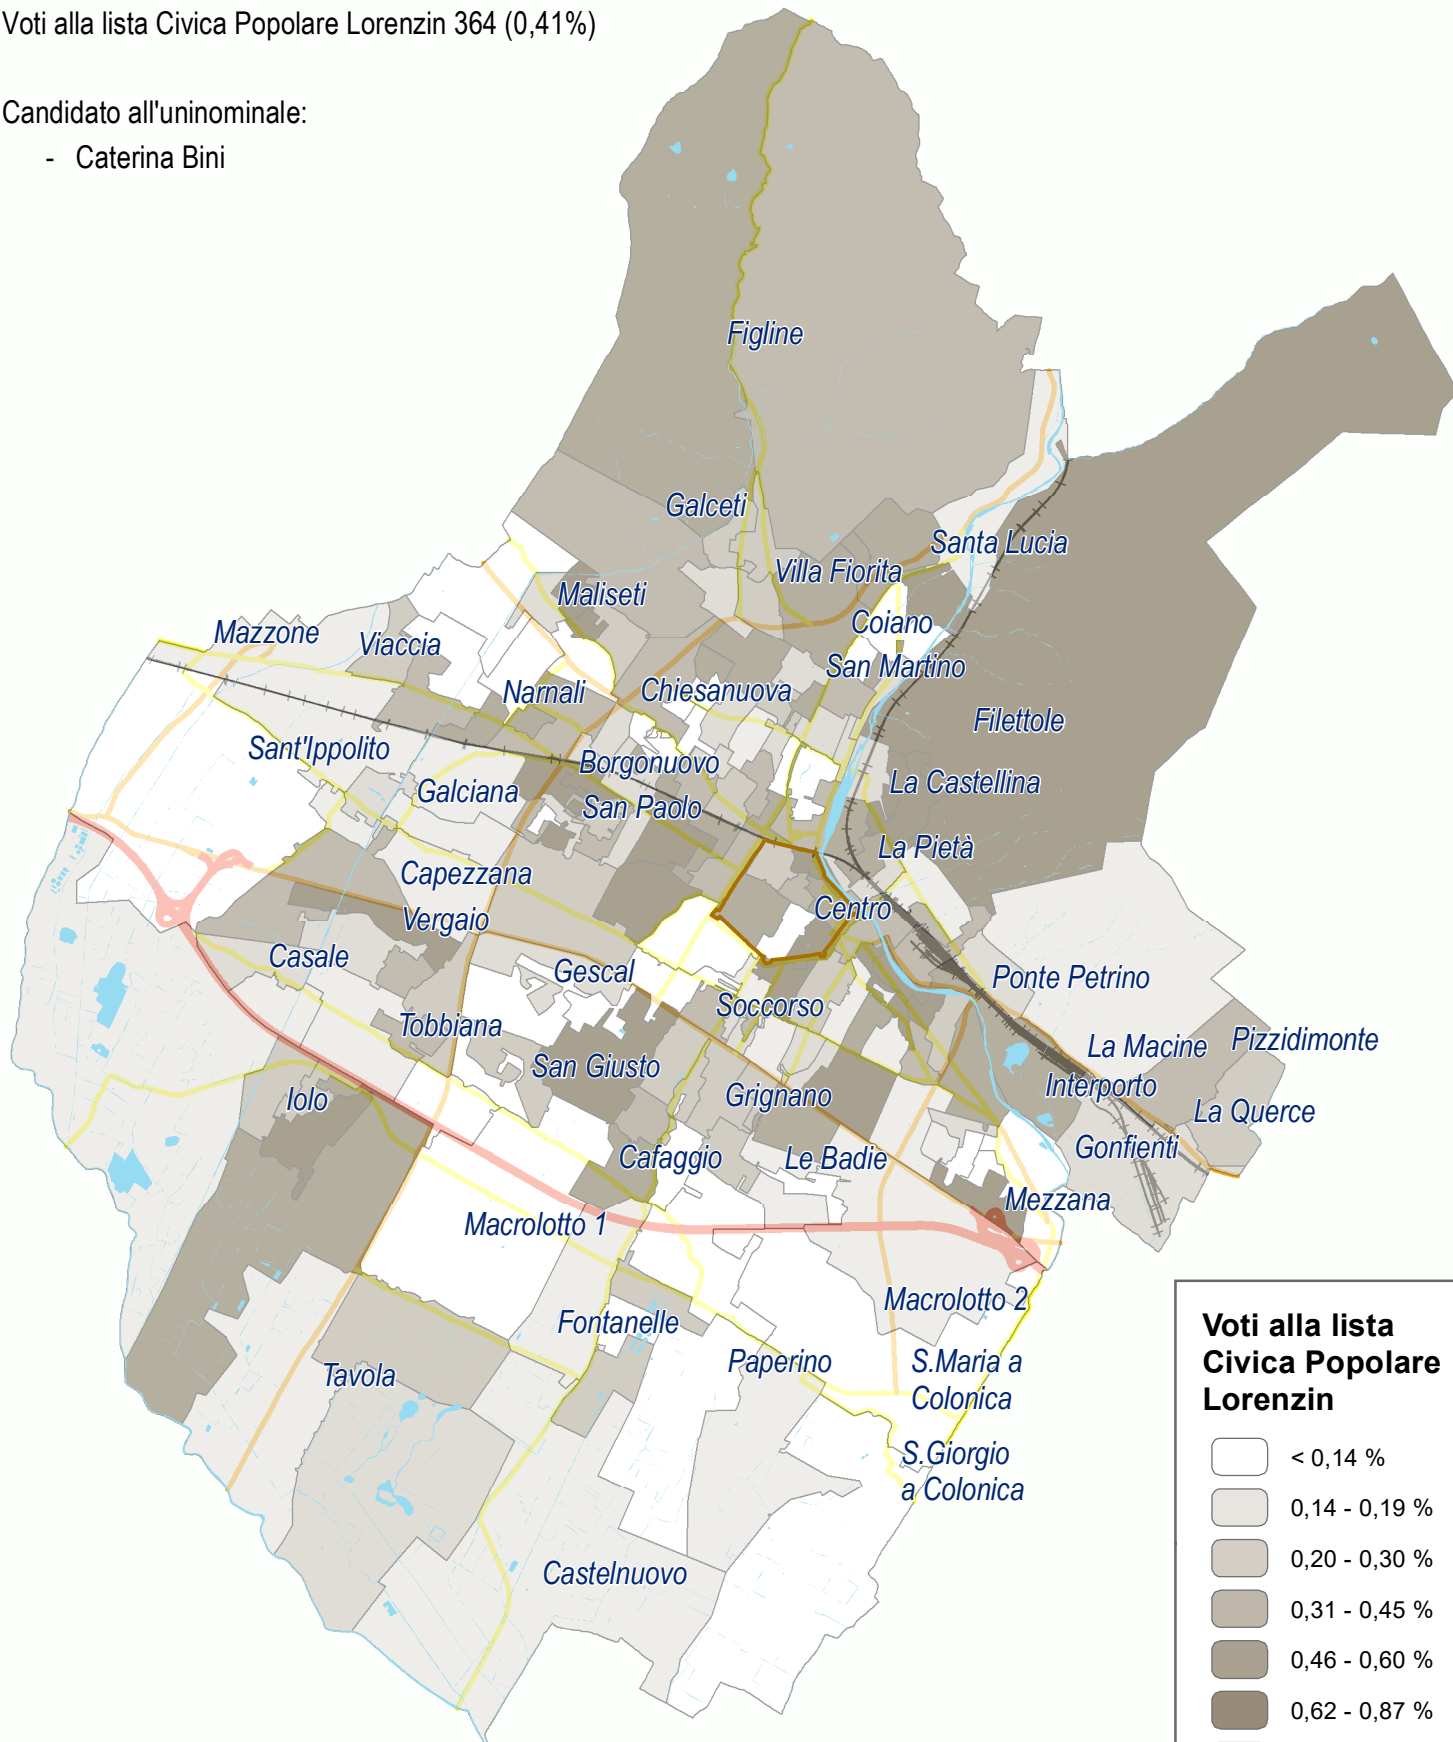 Voti alla lista Civica Popolare Lorenzin 364 (0,41%)
Candidato all'uninominale:
- Caterina Bini
Figline
Galceti
Santa Lucia
Villa Fiorita
Maliseti
Coiano
Mazzone
Viaccia
San Martino
Narnali
Chiesanuova
Filettole
Sant'Ippolito
Borgonuovo
La Castellina
Galciana
San Paolo
La Pietà
Capezzana
Vergaio
Centro
Casale
Gescal
Ponte Petrino
Soccorso
Tobbiana
La Macine
Pizzidimonte
San Giusto
Interporto
Iolo
Grignano
La Querce
Cafaggio
Le Badie
Gonfienti
Mezzana
Macrolotto 1
Macrolotto 2
Fontanelle
Paperino
S.Maria a
Colonica
Tavola
S.Giorgio
a Colonica
Castelnuovo
Voti alla lista
Civica Popolare
Lorenzin
< 0,14 %
0,14 - 0,19 %
0,20 - 0,30 %
0,31 - 0,45 %
0,46 - 0,60 %
0,62 - 0,87 %